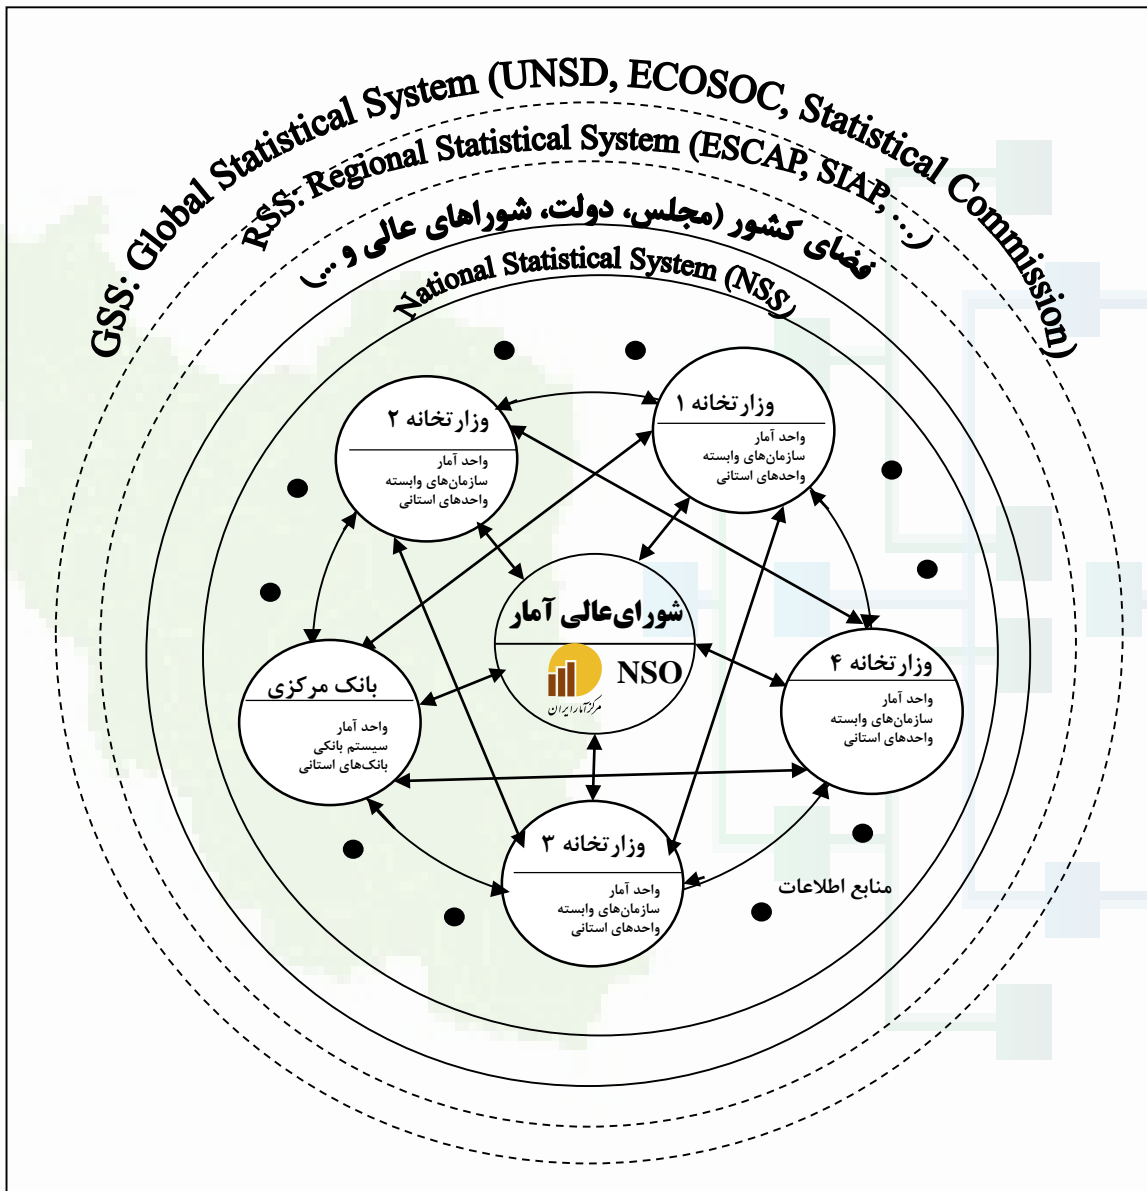 GSS: Global Statistical System (UNSD, ECOSOC, Statistical Commission)
RSS: Regional Statistical System (ESCAP, SIAP, ...)
فضای کشور (مجلس، دولت، شوراهای عالی و ...)
National Statistical System (NSS)
وزارتخانه ۱
واحد آمار
سازمان‌های وابسته
واحدهای استانی
وزارتخانه ۲
واحد آمار
سازمان‌های وابسته
واحدهای استانی
شورای‌عالی آمار
NSO
مرکز آمار ایران
وزارتخانه ۴
واحد آمار
سازمان‌های وابسته
واحدهای استانی
بانک مرکزی
واحد آمار
سیستم بانکی
بانک‌های استانی
وزارتخانه ۳
واحد آمار
سازمان‌های وابسته
واحدهای استانی
منابع اطلاعات